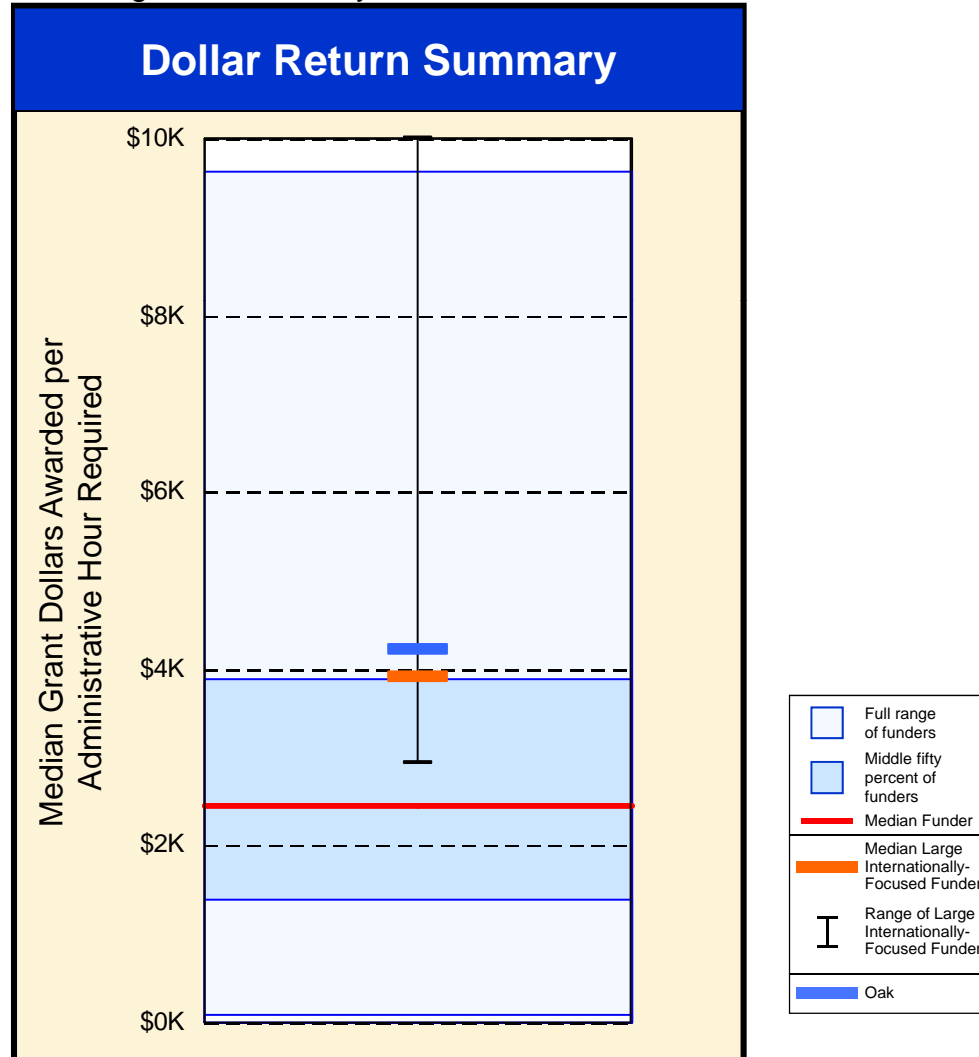 Dollar Return Summary
$10K
$8K
$6K
$4K
$2K
$0K
Median Grant Dollars Awarded per
Administrative Hour Required
Full range
of funders
Middle fifty
percent of
funders
Median Funder
Median Large
Internationally-
Focused Funder
Range of Large
Internationally-
Focused Funder
Oak